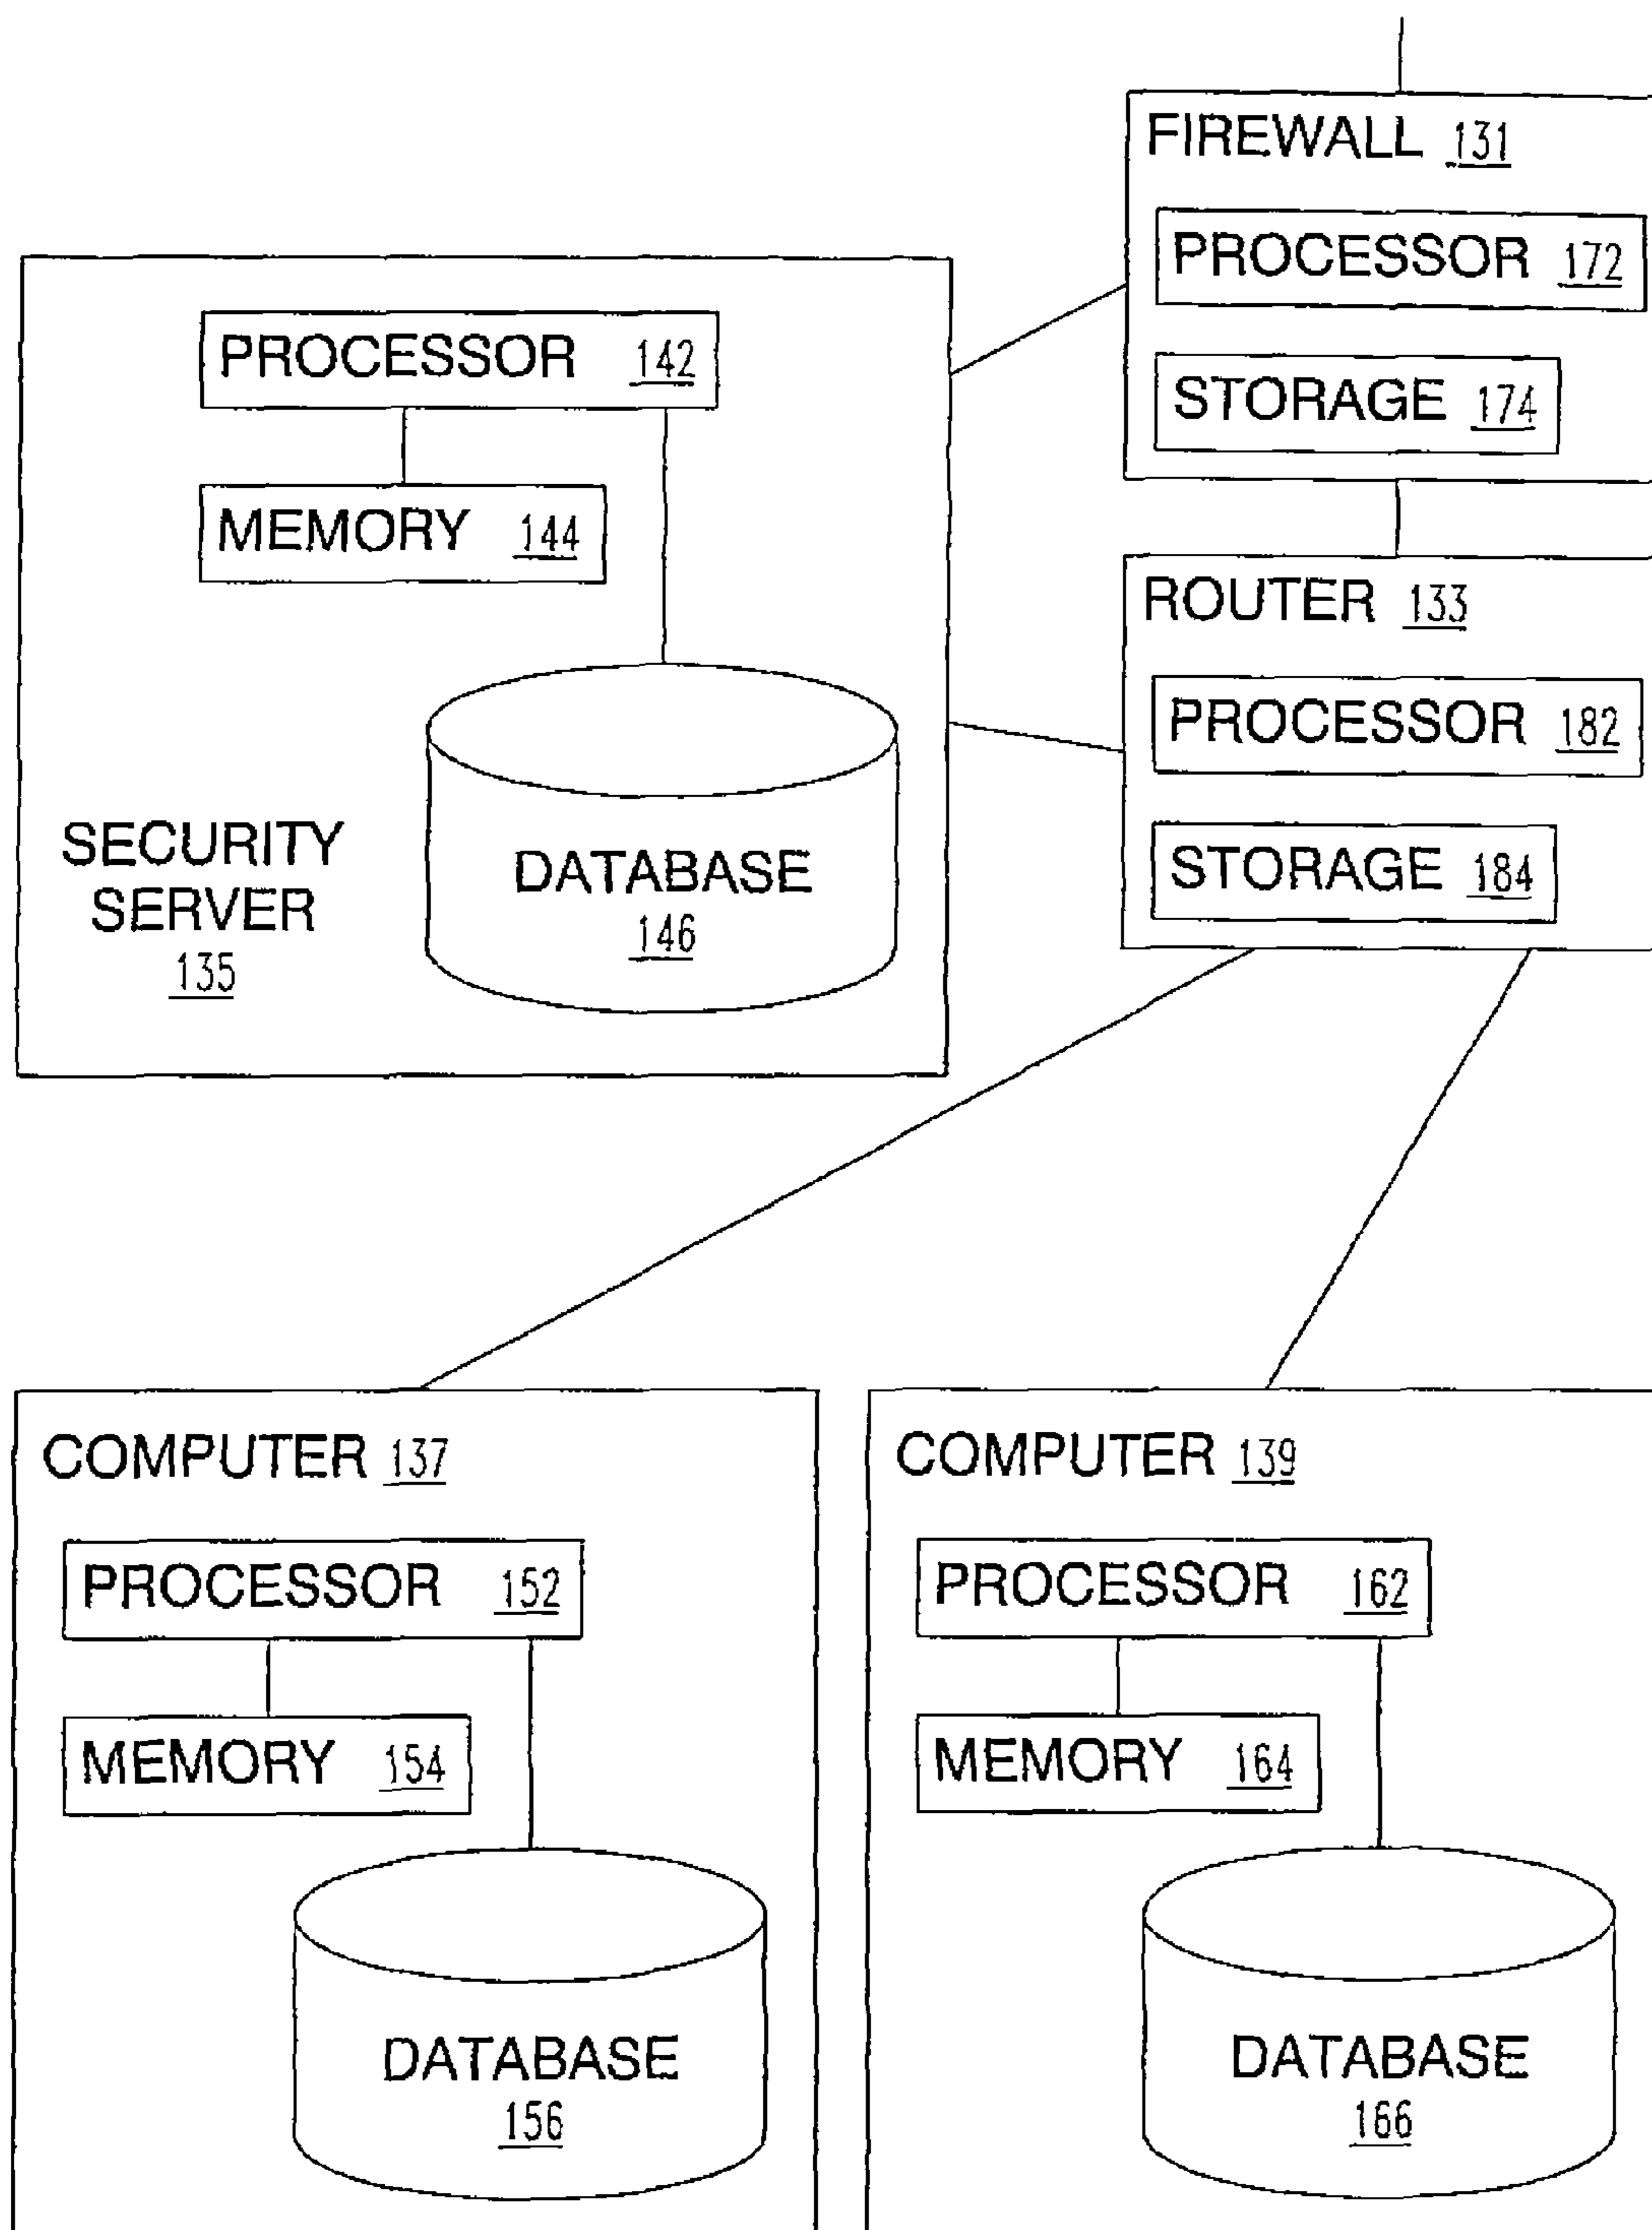 FIREWALL 131
PROCESSOR 172
STORAGE 174
PROCESSOR 142
MEMORY 144
DATABASE
146
SECURITY
SERVER
135
ROUTER 133
PROCESSOR 182
STORAGE 184
COMPUTER 137
PROCESSOR 152
MEMORY 154
DATABASE
156
COMPUTER 139
PROCESSOR 162
MEMORY 164
DATABASE
166